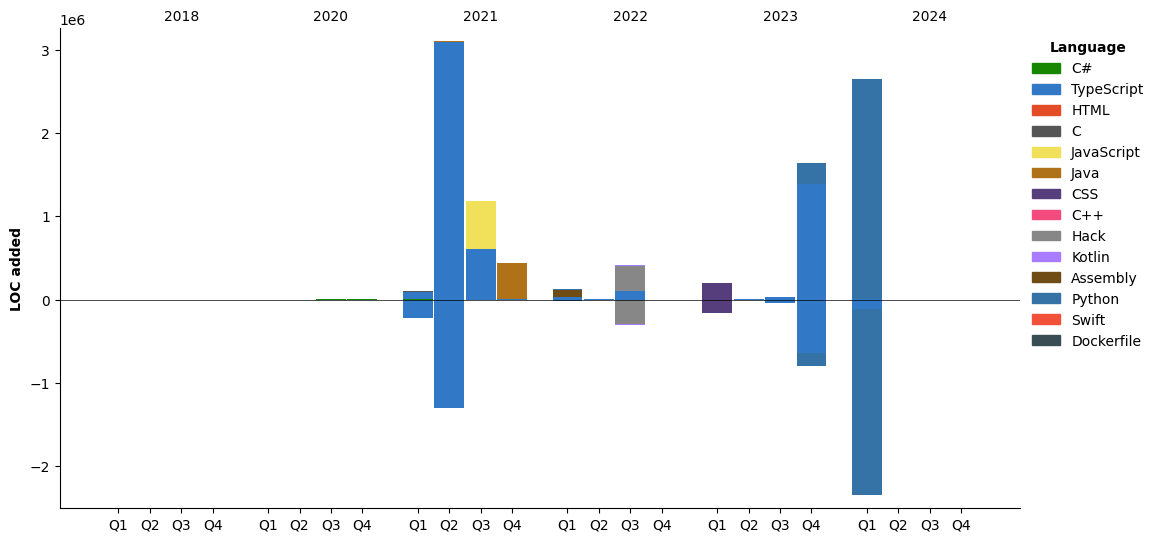 1e6
2018 2020 2021 2022 2023 2024
3
2
1
0
−1
−2
LOC added
Q1 Q2 Q3 Q4 Q1 Q2 Q3 Q4 Q1 Q2 Q3 Q4 Q1 Q2 Q3 Q4 Q1 Q2 Q3 Q4 Q1 Q2 Q3 Q4
Language
C#
TypeScript
HTML
C
JavaScript
Java
CSS
C++
Hack
Kotlin
Assembly
Python
Swift
Dockerfile